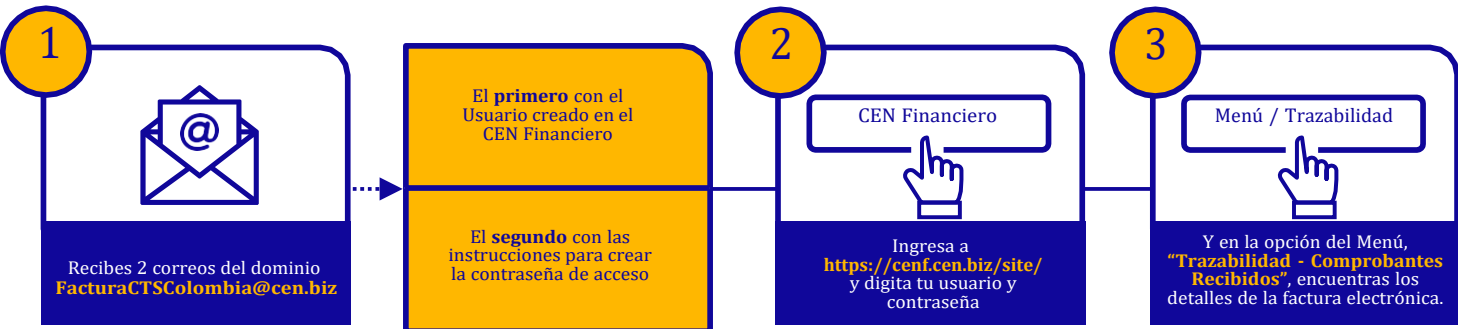 1
@
Recibes 2 correos del dominio
FacturaCTSColombia@cen.biz
El primero con el
Usuario creado en el
CEN Financiero
El segundo con las
instrucciones para crear
la contraseña de acceso
2
CEN Financiero
Ingresa a
https://cenf.cen.biz/site/
y digita tu usuario y
contraseña
3
Menú / Trazabilidad
Y en la opción del Menú,
“Trazabilidad - Comprobantes
Recibidos”, encuentras los
detalles de la factura electrónica.